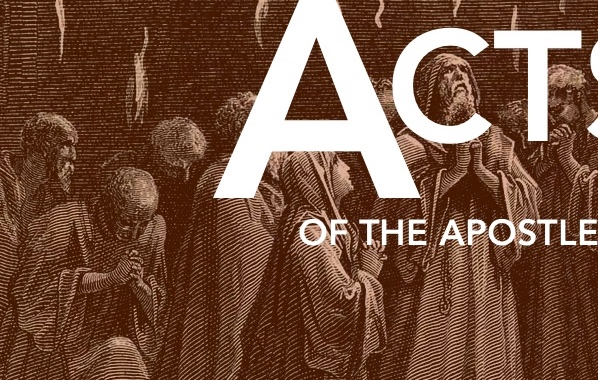 ACTS
OF THE APOSTLE